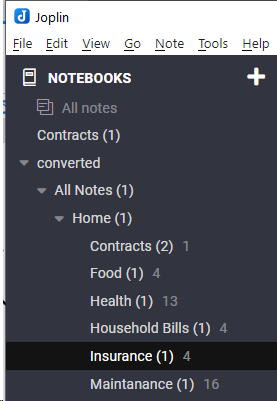 Joplin
File Edit View Go Note Tools Help
NOTEBOOKS
All notes
Contracts (1)
converted
All Notes (1)
Home (1)
Contracts (2) 1
Food (1) 4
Health (1) 13
Household Bills (1) 4
Insurance (1) 4
Maintanance (1) 16